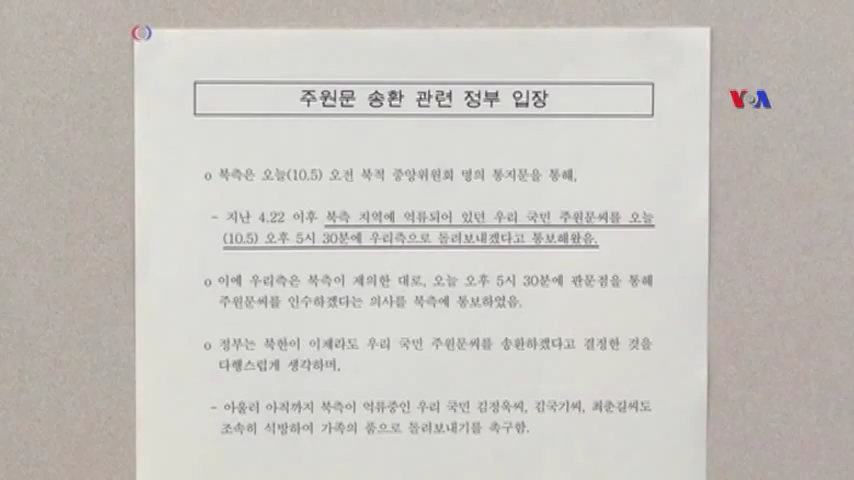 VOA
주원문 송환 관련 정부 입장
o 북측은 오늘(10.5) 오전 북적 중앙위원회 명의 통지문을 통해,
- 지난 4.22 이후 북측 지역에 억류되어 있던 우리 국민 주원문씨를 오늘
(10.5) 오후 5시 30분에 우리측으로 돌려보내겠다고 통보해왔음.
o 이에 우리측은 북측이 제의한 대로, 오늘 오후 5시 30분에 판문점을 통해
주원문씨를 인수하겠다는 의사를 북측에 통보하였음.
o 정부는 북한이 이제라도 우리 국민 주원문씨를 송환하겠다고 결정한 것을
다행스럽게 생각하며,
- 아울러 아직까지 북측이 억류중인 우리 국민 김정욱씨, 김국기씨, 최춘길씨도
조속히 석방하여 가족의 품으로 돌려보내기를 촉구함.